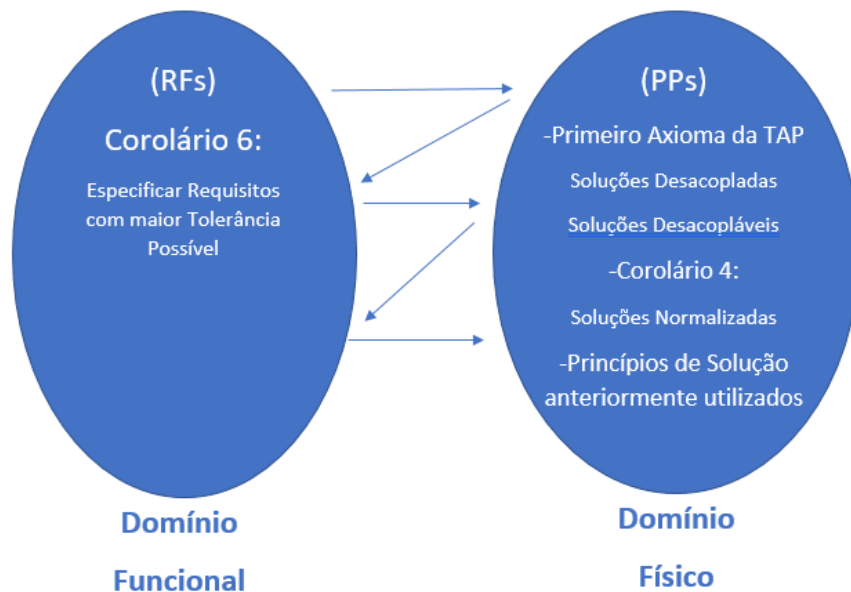 (RFs)
Corolário 6:
Especificar Requisitos
com maior Tolerância
Possível
Domínio
Funcional
(PPs)
-Primeiro Axioma da TAP
Soluções Desacopladas
Soluções Desacopláveis
-Corolário 4:
Soluções Normalizadas
-Princípios de Solução
anteriormente utilizados
Domínio
Físico